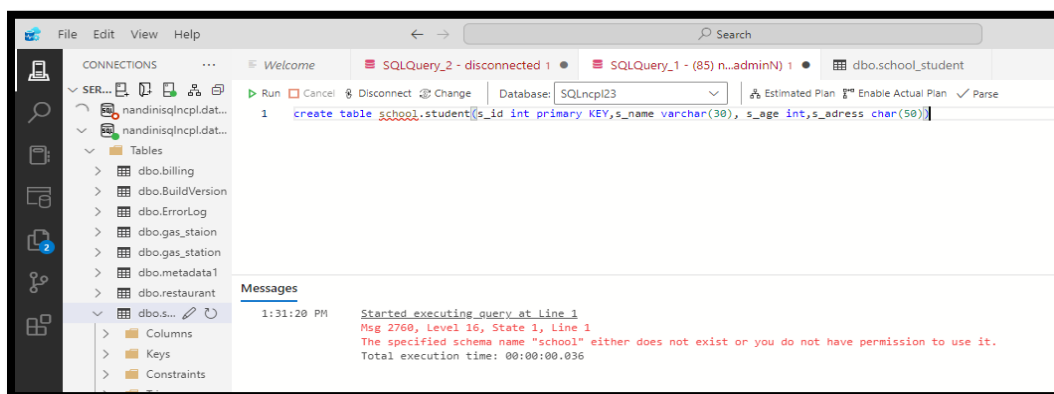 File Edit View Help
Search
CONNECTIONS ...
Welcome
SQLQuery_2 - disconnected 1
SQLQuery_1 - (85) n...adminN) 1
dbo.school_student
SER...
Run Cancel Disconnect Change Database: SQLncpl23 Estimated Plan Enable Actual Plan Parse
nandinisqlncpl.dat...
1 create table school.student(s_id int primary KEY,s_name varchar(30), s_age int,s_adress char(50))
nandinisqlncpl.dat...
Tables
dbo.billing
dbo.BuildVersion
dbo.ErrorLog
dbo.gas_staion
2
dbo.gas_station
dbo.metadata1
dbo.restaurant
dbo.s...
Columns
Keys
Constraints
Messages
1:31:20 PM Started executing query at Line 1
Msg 2760, Level 16, State 1, Line 1
The specified schema name "school" either does not exist or you do not have permission to use it.
Total execution time: 00:00:00.036